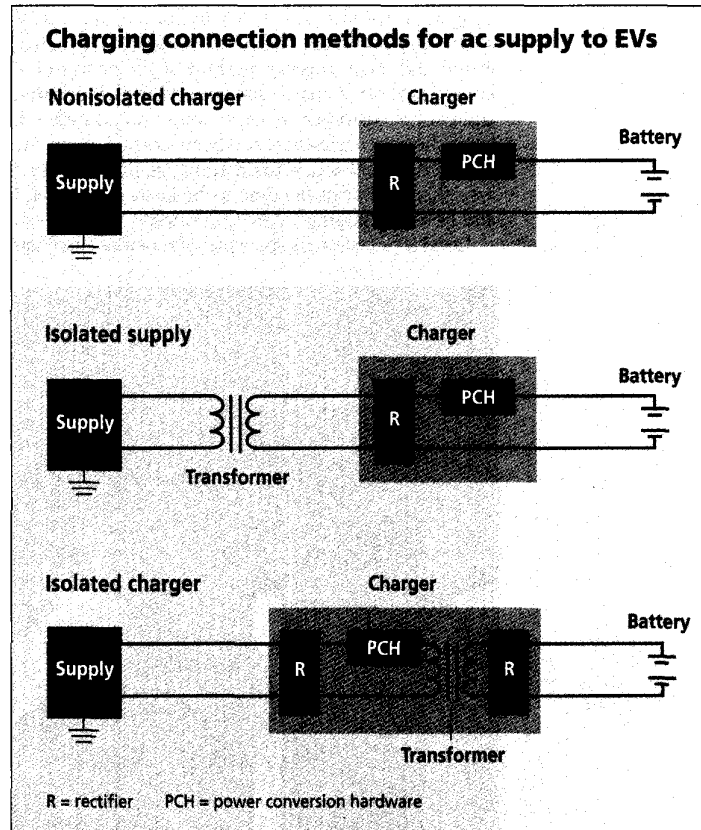 Charging connection methods for ac supply to EVs
Nonisolated charger
Charger
Battery
Supply
R
PCH
Isolated supply
Charger
Battery
Supply
R
PCH
Transformer
Isolated charger
Charger
Battery
Supply
R
PCH
R
Transformer
R = rectifier PCH = power conversion hardware